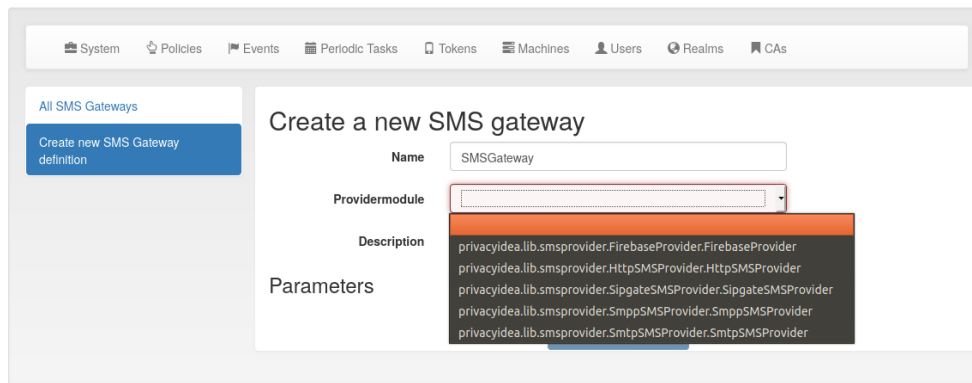 System Policies Events Periodic Tasks Tokens Machines Users Realms CAs
All SMS Gateways
Create new SMS Gateway
definition
Create a new SMS gateway
Name SMSGateway
Providermodule
Description
privacyidea.lib.smsprovider.FirebaseProvider.FirebaseProvider
privacyidea.lib.smsprovider.HttpSMSProvider.HttpSMSProvider
privacyidea.lib.smsprovider.SipgateSMSProvider.SipgateSMSProvider
privacyidea.lib.smsprovider.SmppSMSProvider.SmppSMSProvider
privacyidea.lib.smsprovider.SmtpSMSProvider.SmtpSMSProvider
Parameters